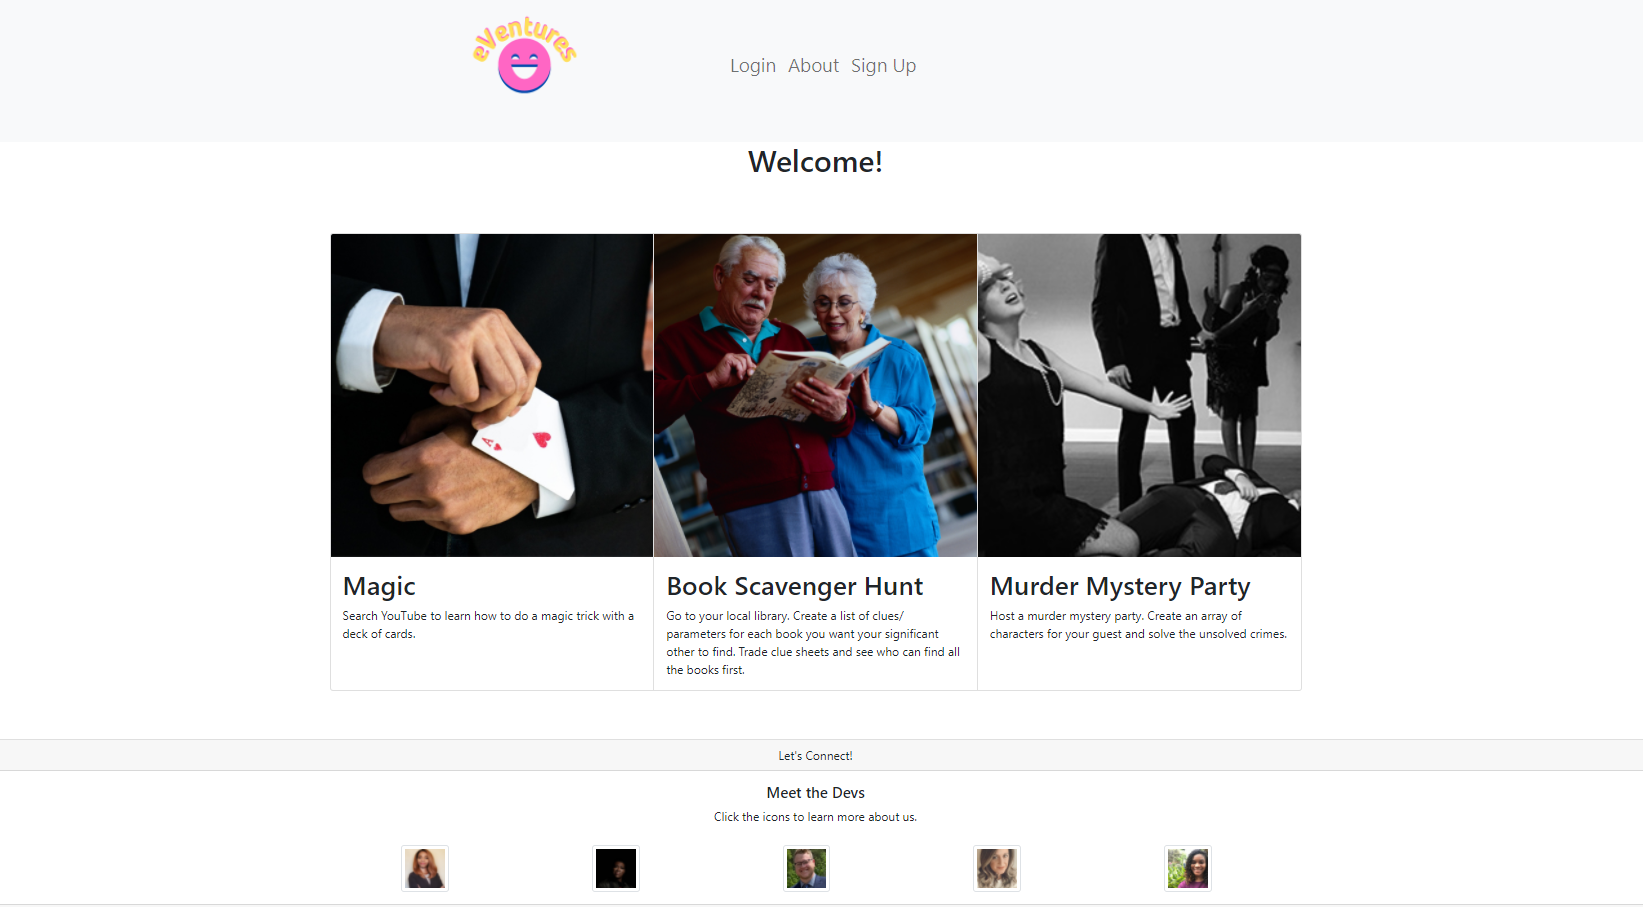 eVentures
Login About Sign Up
Welcome!
A
Magic
Search YouTube to learn how to do a magic trick with a
deck of cards.
Book Scavenger Hunt
Go to your local library. Create a list of clues/
parameters for each book you want your significant
other to find. Trade clue sheets and see who can find all
the books first.
Murder Mystery Party
Host a murder mystery party. Create an array of
characters for your guest and solve the unsolved crimes.
Let's Connect!
Meet the Devs
Click the icons to learn more about us.